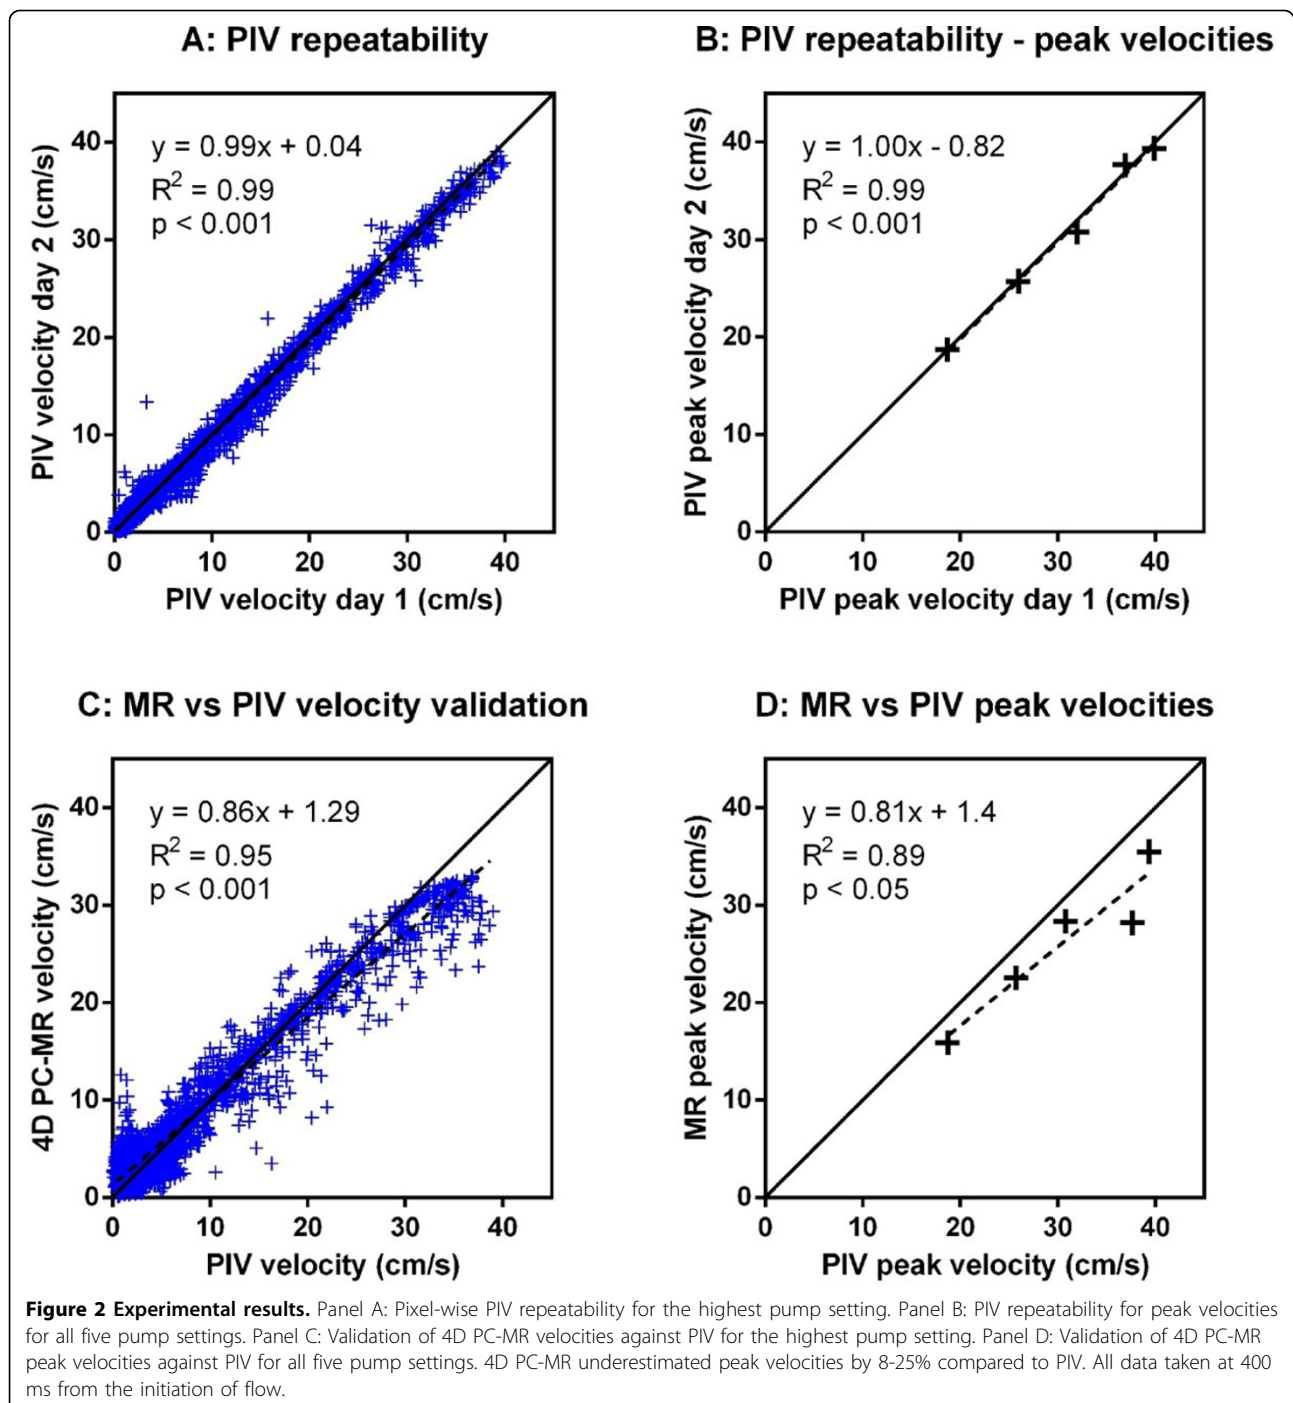 A: PIV repeatability
y = 0.99x + 0.04
R² = 0.99
p < 0.001
PIV velocity day 2 (cm/s)
40
30
20
10
0
0 10 20 30 40
PIV velocity day 1 (cm/s)
B: PIV repeatability - peak velocities
y = 1.00x - 0.82
R² = 0.99
p < 0.001
PIV peak velocity day 2 (cm/s)
40
30
20
10
0
0 10 20 30 40
PIV peak velocity day 1 (cm/s)
C: MR vs PIV velocity validation
y = 0.86x + 1.29
R² = 0.95
p < 0.001
4D PC-MR velocity (cm/s)
40
30
20
10
0
0 10 20 30 40
PIV velocity (cm/s)
D: MR vs PIV peak velocities
y = 0.81x + 1.4
R² = 0.89
p < 0.05
MR peak velocity (cm/s)
40
30
20
10
0
0 10 20 30 40
PIV peak velocity (cm/s)
Figure 2 Experimental results. Panel A: Pixel-wise PIV repeatability for the highest pump setting. Panel B: PIV repeatability for peak velocities
for all five pump settings. Panel C: Validation of 4D PC-MR velocities against PIV for the highest pump setting. Panel D: Validation of 4D PC-MR
peak velocities against PIV for all five pump settings. 4D PC-MR underestimated peak velocities by 8-25% compared to PIV. All data taken at 400
ms from the initiation of flow.